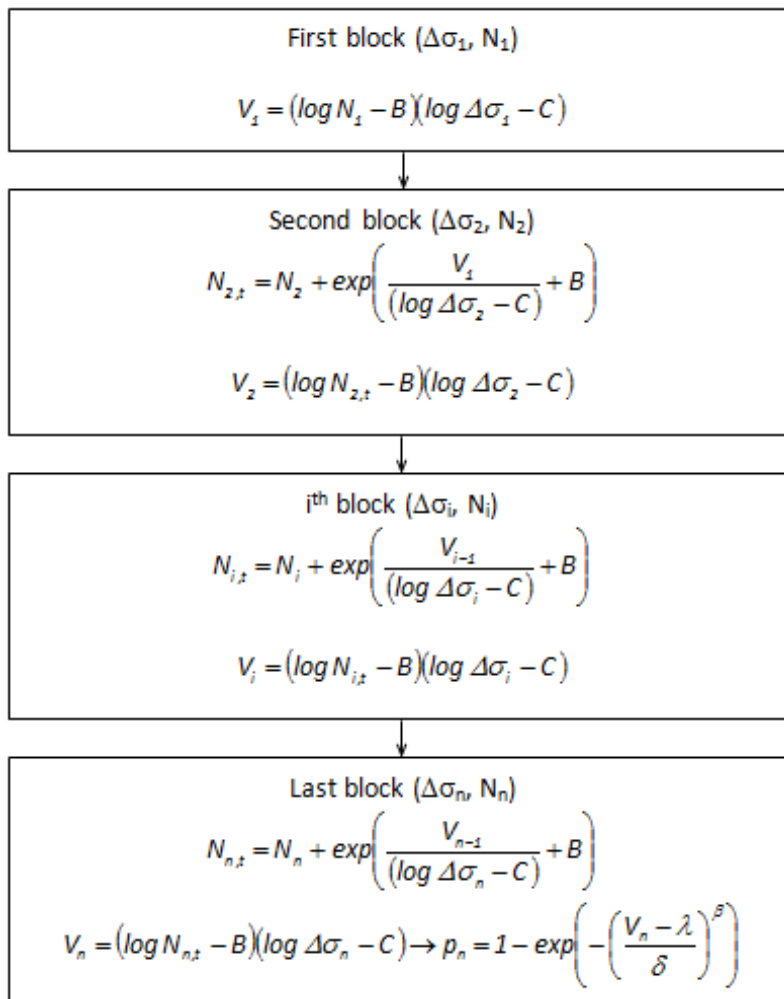 First block (Δσ₁, N₁)
V₁ = (log N₁ − B)(log Δσ₁ − C)
Second block (Δσ₂, N₂)
N₂,ₜ = N₂ + exp(V₁/(log Δσ₂ − C) + B)
V₂ = (log N₂,ₜ − B)(log Δσ₂ − C)
iᵗʰ block (Δσᵢ, Nᵢ)
Nᵢ,ₜ = Nᵢ + exp(Vᵢ₋₁/(log Δσᵢ − C) + B)
Vᵢ = (log Nᵢ,ₜ − B)(log Δσᵢ − C)
Last block (Δσₙ, Nₙ)
Nₙ,ₜ = Nₙ + exp(Vₙ₋₁/(log Δσₙ − C) + B)
Vₙ = (log Nₙ,ₜ − B)(log Δσₙ − C) → pₙ = 1 − exp(−((Vₙ − λ)/δ)^β)